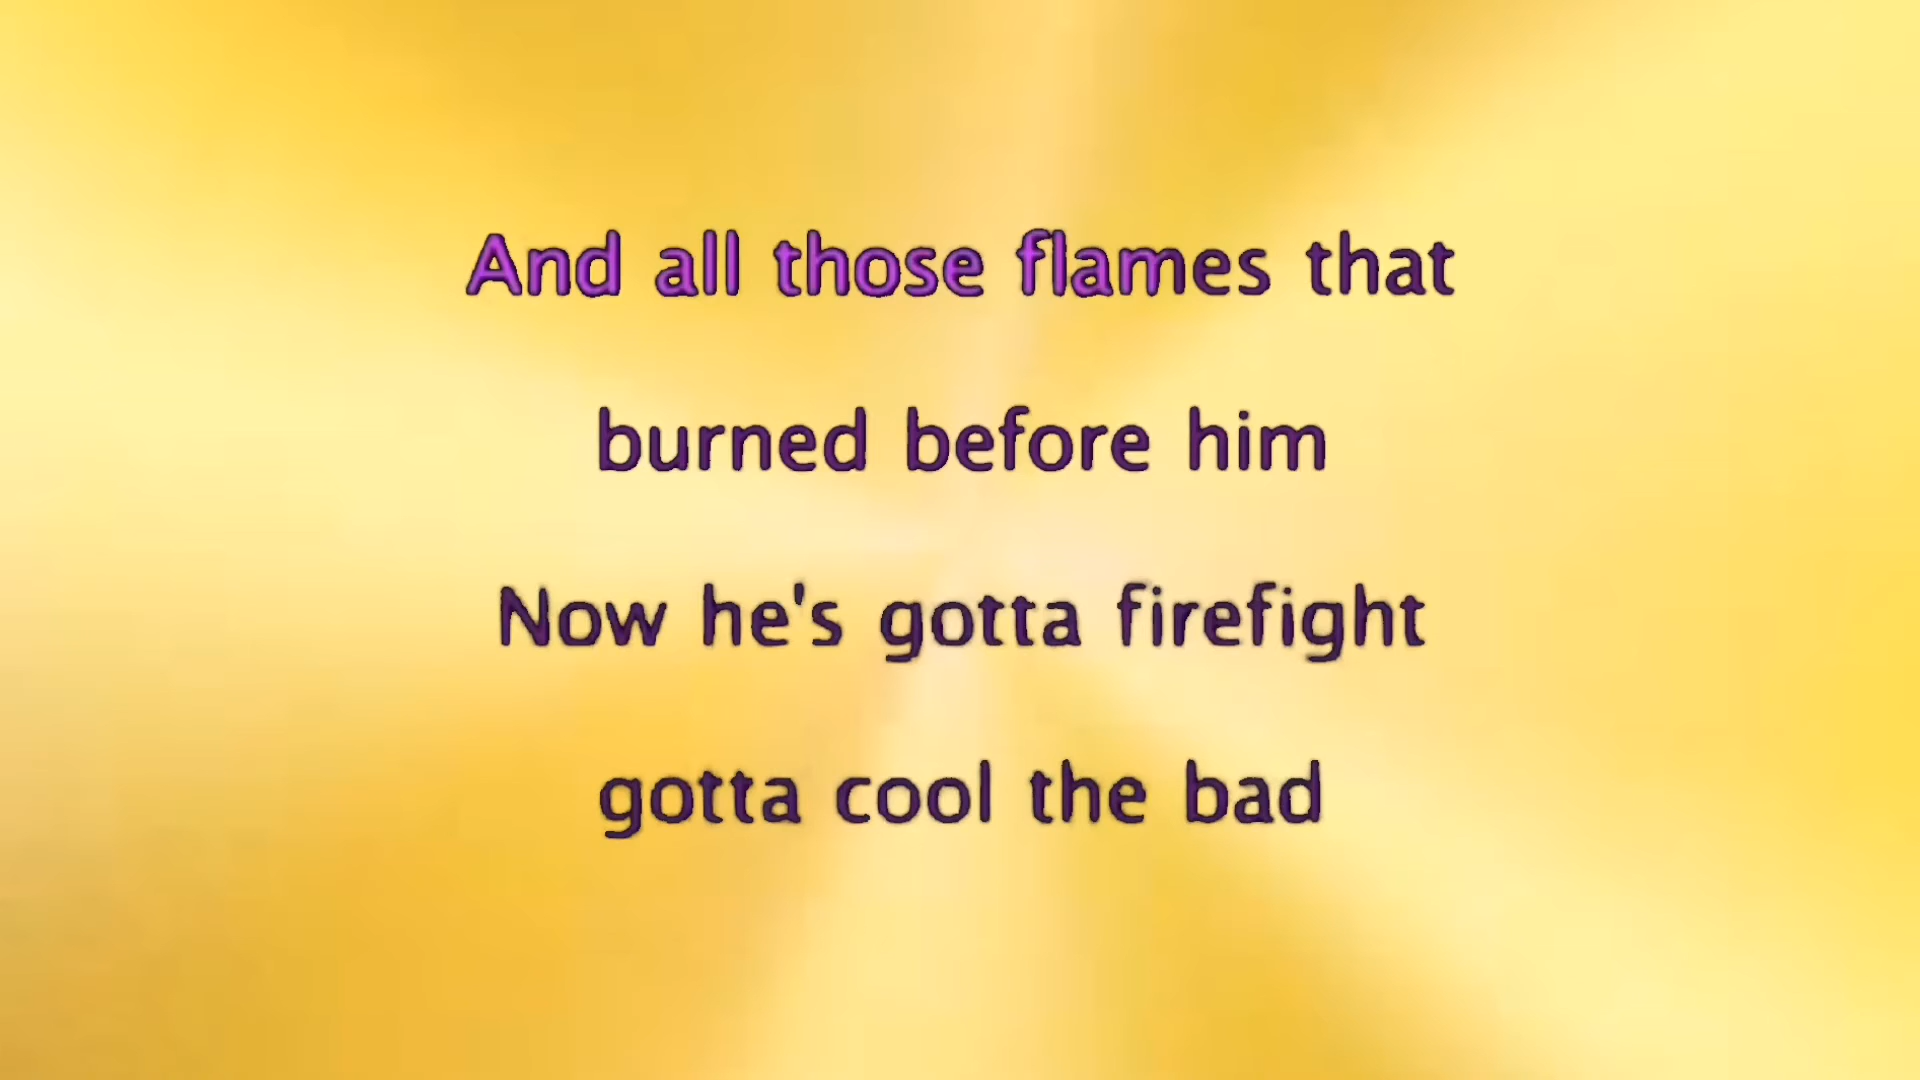 And all those flames that
burned before him
Now he's gotta firefight
gotta cool the bad